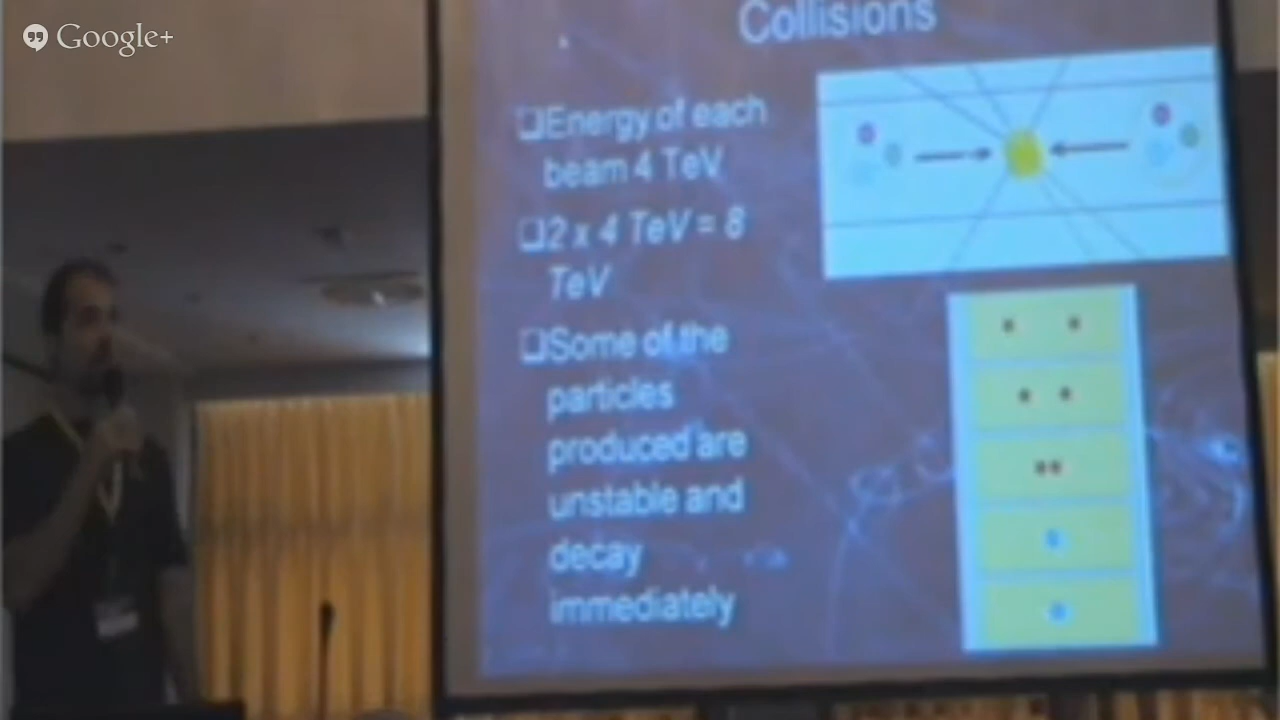 Google+
Collisions
❑Energy of each
beam 4 TeV
❑2 x 4 TeV = 8
TeV
❑Some of the
particles
produced are
unstable and
decay
immediately